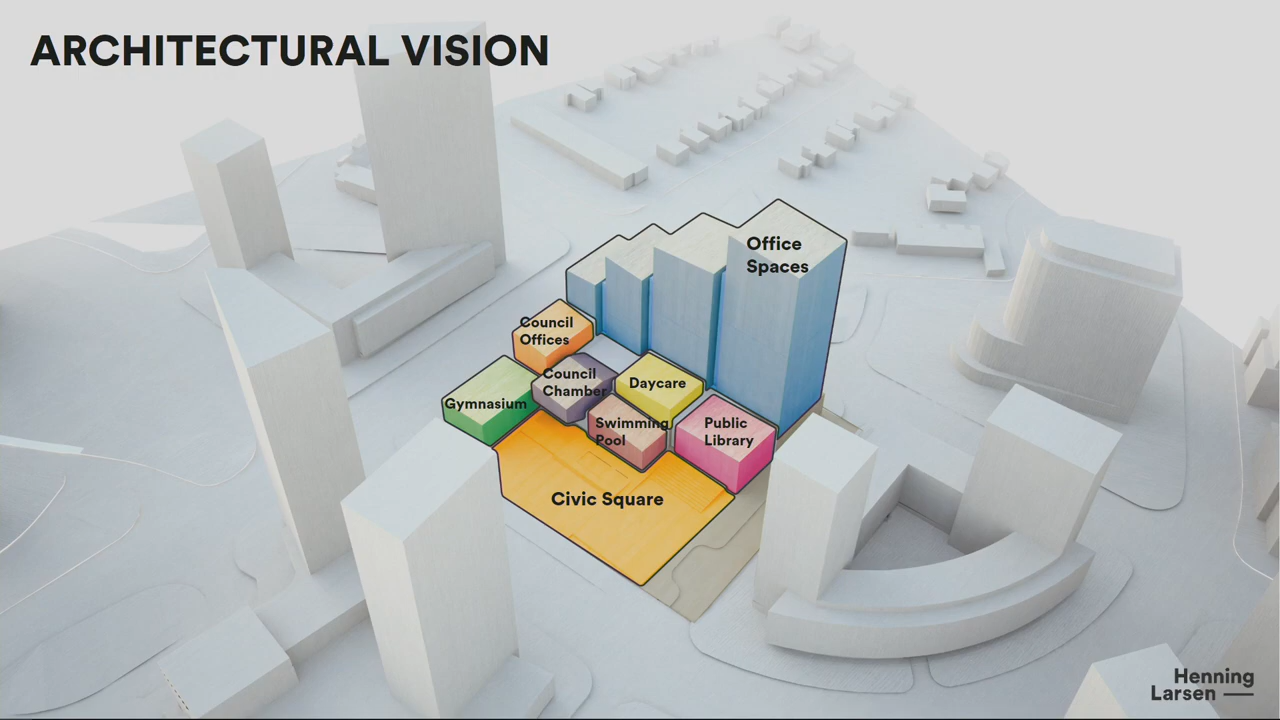 ARCHITECTURAL VISION
Office
Spaces
Council
Offices
Council
Chamber
Daycare
Gymnasium
Swimming
Pool
Public
Library
Civic Square
Henning
Larsen